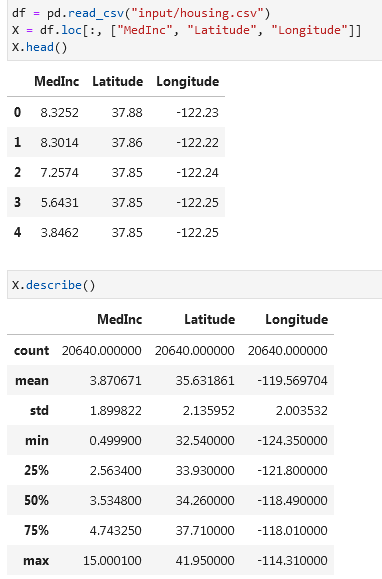 df = pd.read_csv("input/housing.csv")
X = df.loc[:, ["MedInc", "Latitude", "Longitude"]]
X.head()
MedInc Latitude Longitude
0 8.3252 37.88 -122.23
1 8.3014 37.86 -122.22
2 7.2574 37.85 -122.24
3 5.6431 37.85 -122.25
4 3.8462 37.85 -122.25
X.describe()
MedInc Latitude Longitude
count 20640.000000 20640.000000 20640.000000
mean 3.870671 35.631861 -119.569704
std 1.899822 2.135952 2.003532
min 0.499900 32.540000 -124.350000
25% 2.563400 33.930000 -121.800000
50% 3.534800 34.260000 -118.490000
75% 4.743250 37.710000 -118.010000
max 15.000100 41.950000 -114.310000